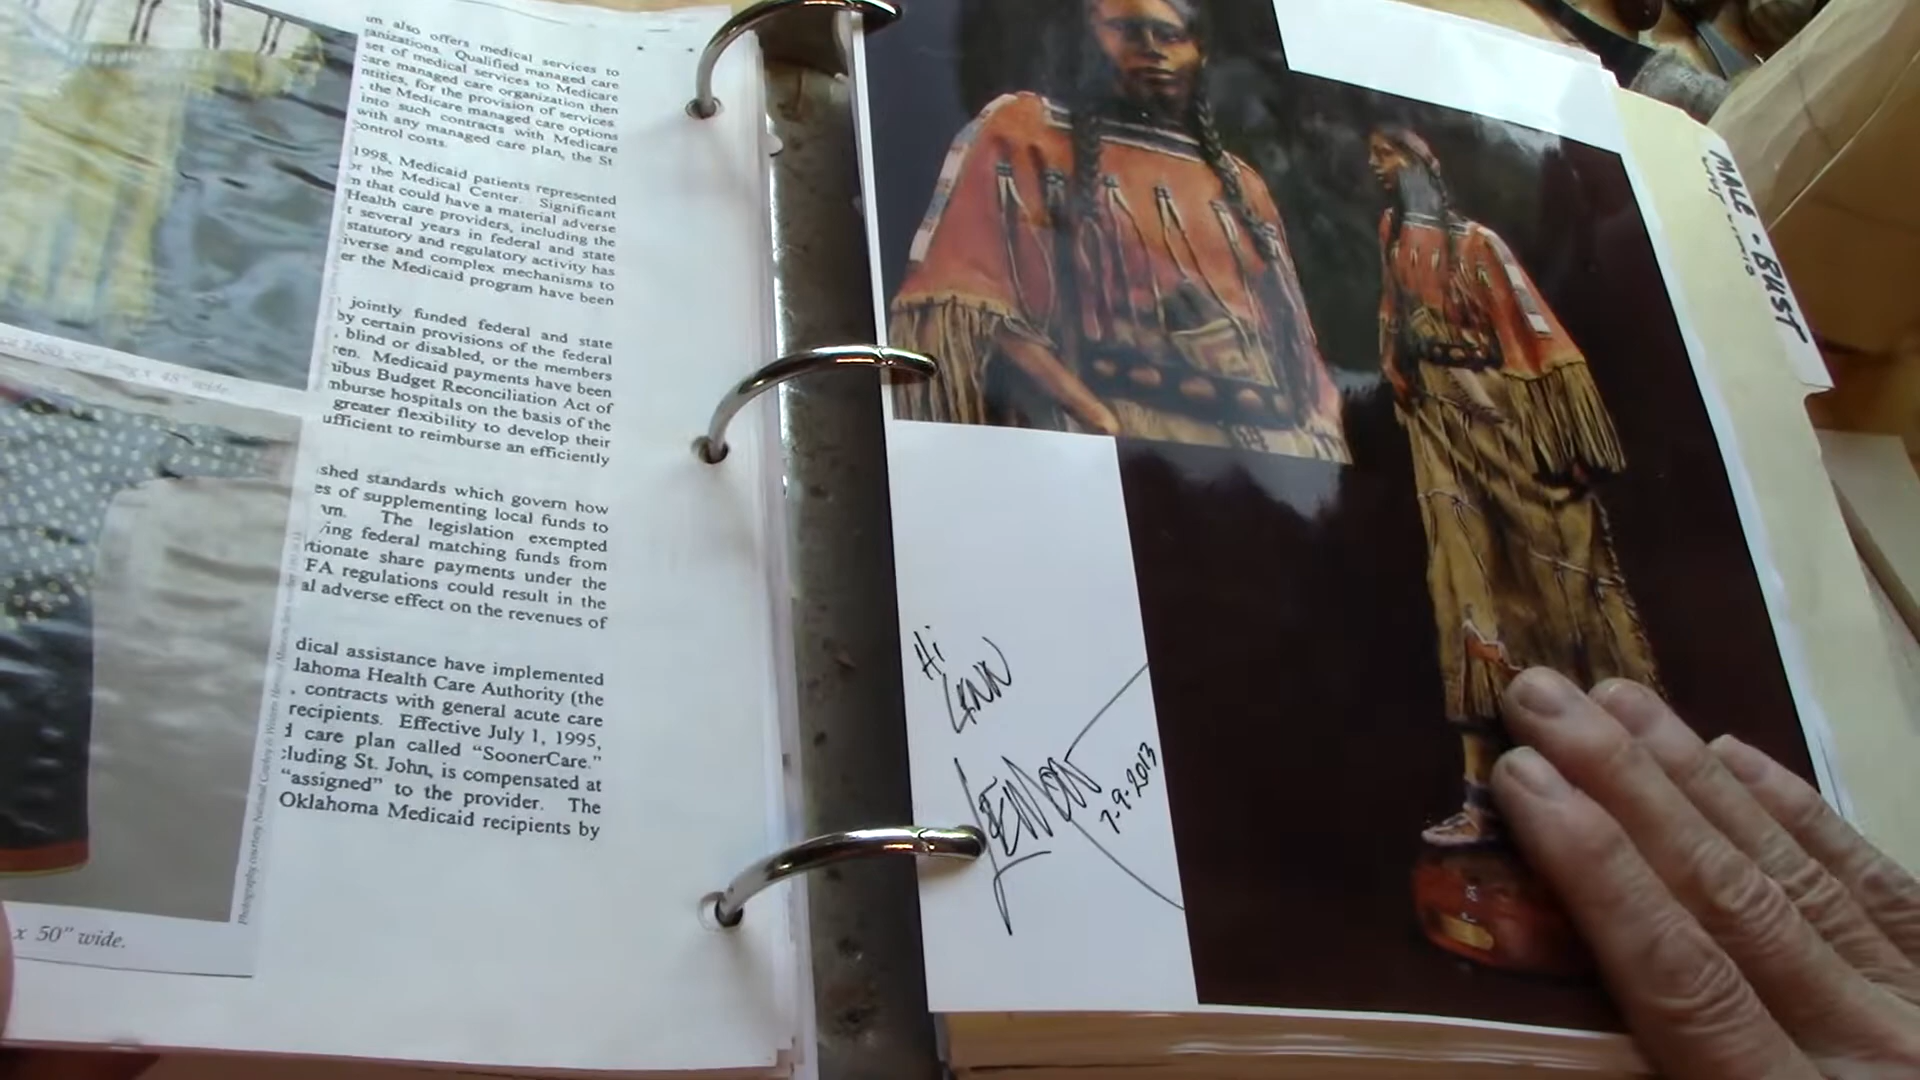 um also offers medical services to
ganizations. Qualified managed care
set of medical services to Medicare
care managed care organization then
ntities, for the provision of services
the Medicare managed care options
into such contracts with Medicare
with any managed care plan, the St
control costs.
1998, Medicaid patients represented
or the Medical Center. Significant
n that could have a material adverse
Health care providers, including the
t several years in federal and state
statutory and regulatory activity has
iverse and complex mechanisms to
er the Medicaid program have been
jointly funded federal and state
by certain provisions of the federal
, blind or disabled, or the members
ren. Medicaid payments have been
nibus Budget Reconciliation Act of
mburse hospitals on the basis of the
greater flexibility to develop their
ufficient to reimburse an efficiently
shed standards which govern how
es of supplementing local funds to
um. The legislation exempted
ving federal matching funds from
rtionate share payments under the
FA regulations could result in the
al adverse effect on the revenues of
dical assistance have implemented
lahoma Health Care Authority (the
. contracts with general acute care
recipients. Effective July 1, 1995,
d care plan called “SoonerCare.”
cluding St. John, is compensated at
“assigned” to the provider. The
Oklahoma Medicaid recipients by
long x 48" wide.
x 50" wide.
Hi
LYNN
7-9-2013
MALE - BUST